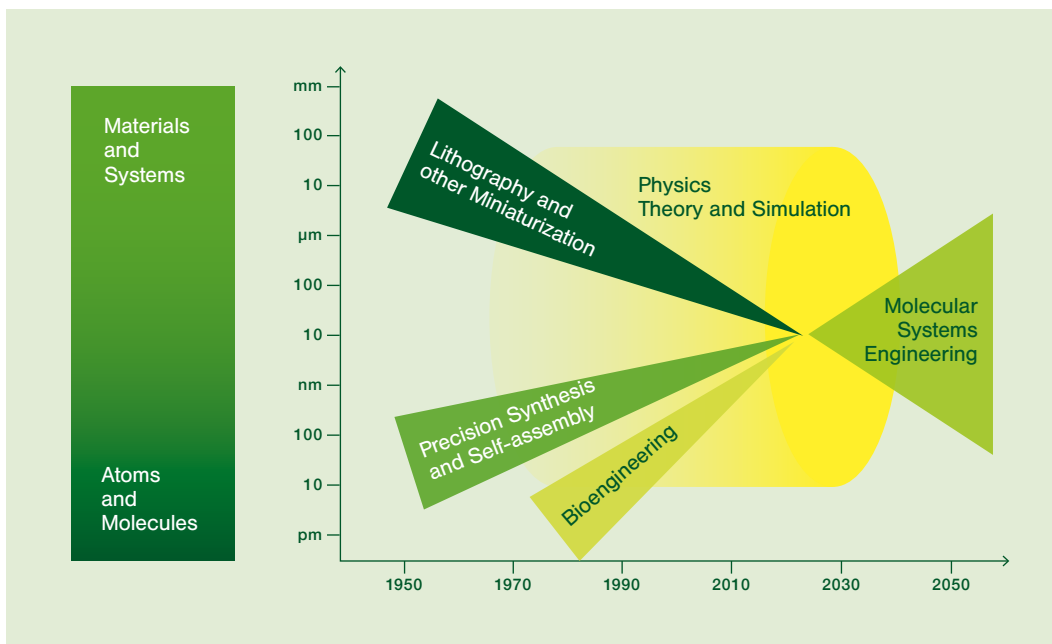 Materials
and
Systems
Atoms
and
Molecules
mm
100
10
µm
100
10
nm
100
10
pm
Lithography and
other Miniaturization
Physics
Theory and Simulation
Molecular
Systems
Engineering
Precision Synthesis
and Self-assembly
Bioengineering
1950
1970
1990
2010
2030
2050